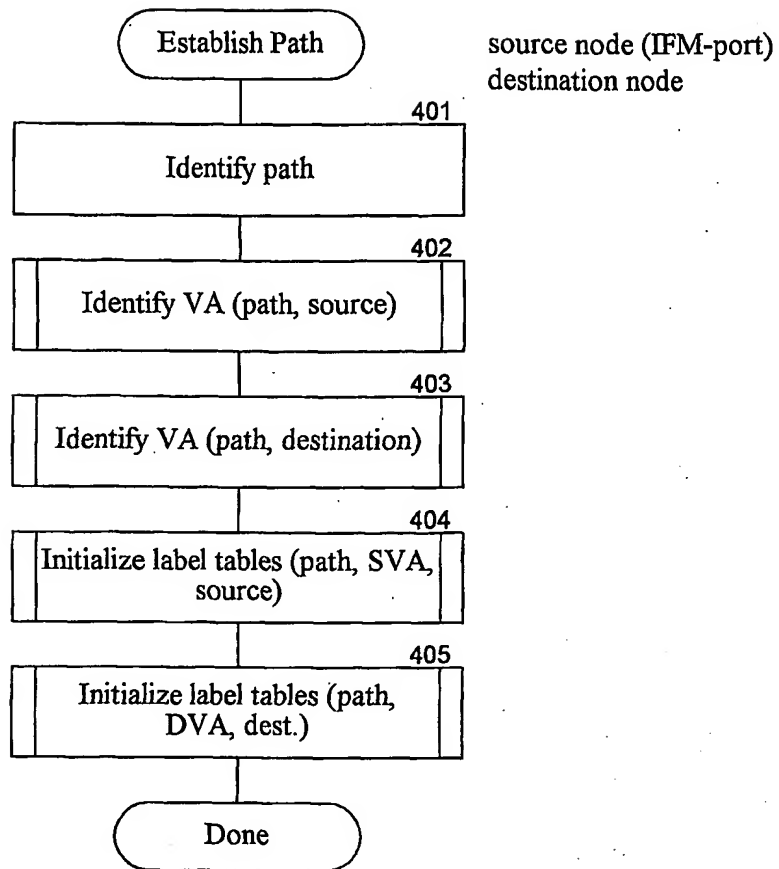 Establish Path
source node (IFM-port)
destination node
401
Identify path
402
Identify VA (path, source)
403
Identify VA (path, destination)
404
Initialize label tables (path, SVA,
source)
405
Initialize label tables (path,
DVA, dest.)
Done